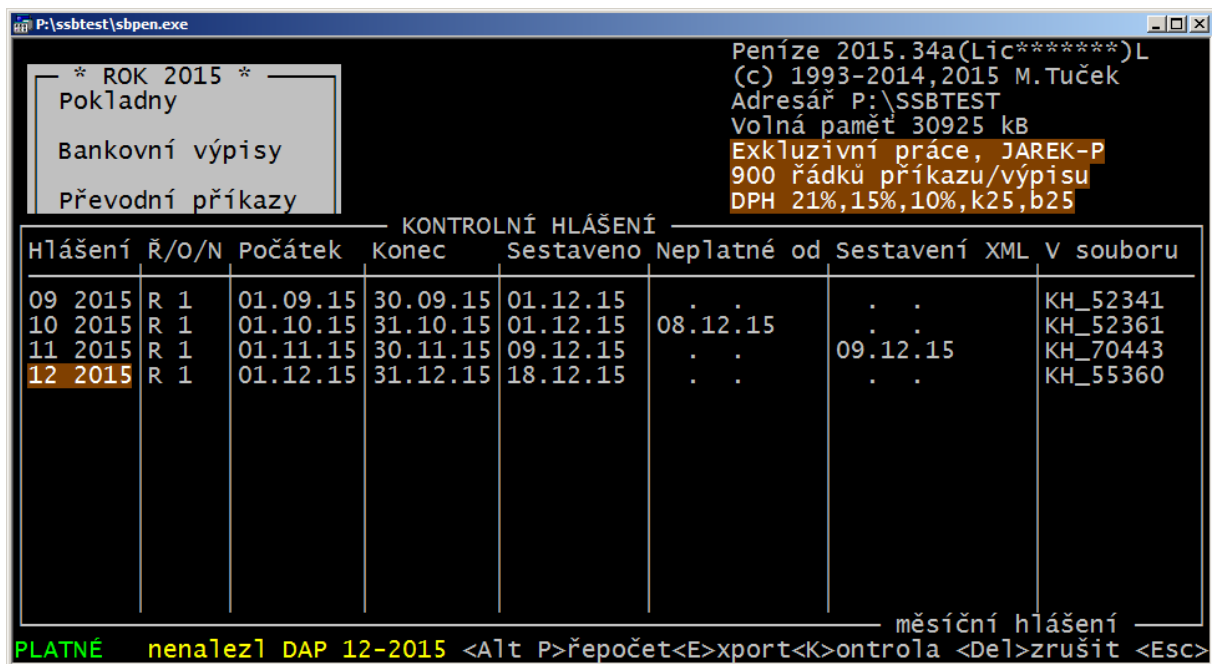 P:\ssbtest\sbpen.exe
Peníze 2015.34a(Lic*******)L
* ROK 2015 *
(c) 1993-2014,2015 M.Tuček
Pokladny
Adresář P:\SSBTEST
Volná paměť 30925 kB
Bankovní výpisy
Exkluzivní práce, JAREK-P
900 řádků příkazu/výpisu
Převodní příkazy
DPH 21%,15%,10%,k25,b25
KONTROLNÍ HLÁŠENÍ
Hlášení Ř/O/N Počátek Konec Sestaveno Neplatné od Sestavení XML V souboru
09 2015 R 1 01.09.15 30.09.15 01.12.15 . . . . KH_52341
10 2015 R 1 01.10.15 31.10.15 01.12.15 08.12.15 . . KH_52361
11 2015 R 1 01.11.15 30.11.15 09.12.15 . . 09.12.15 KH_70443
12 2015 R 1 01.12.15 31.12.15 18.12.15 . . . . KH_55360
měsíční hlášení
PLATNÉ nenalezl DAP 12-2015 <Alt P>řepočet<E>xport<K>ontrola <Del>zrušit <Esc>